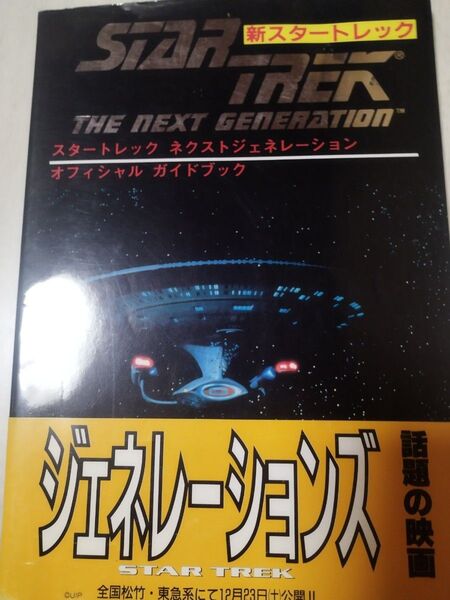 STAR
新スタートレック
TREK®
THE NEXT GENERATION™
スタートレック ネクストジェネレーション
オフィシャル ガイドブック
ジェネレーションズ
STAR TREK
話題の映画
©UIP
全国松竹・東急系にて12月23日(土)公開!!